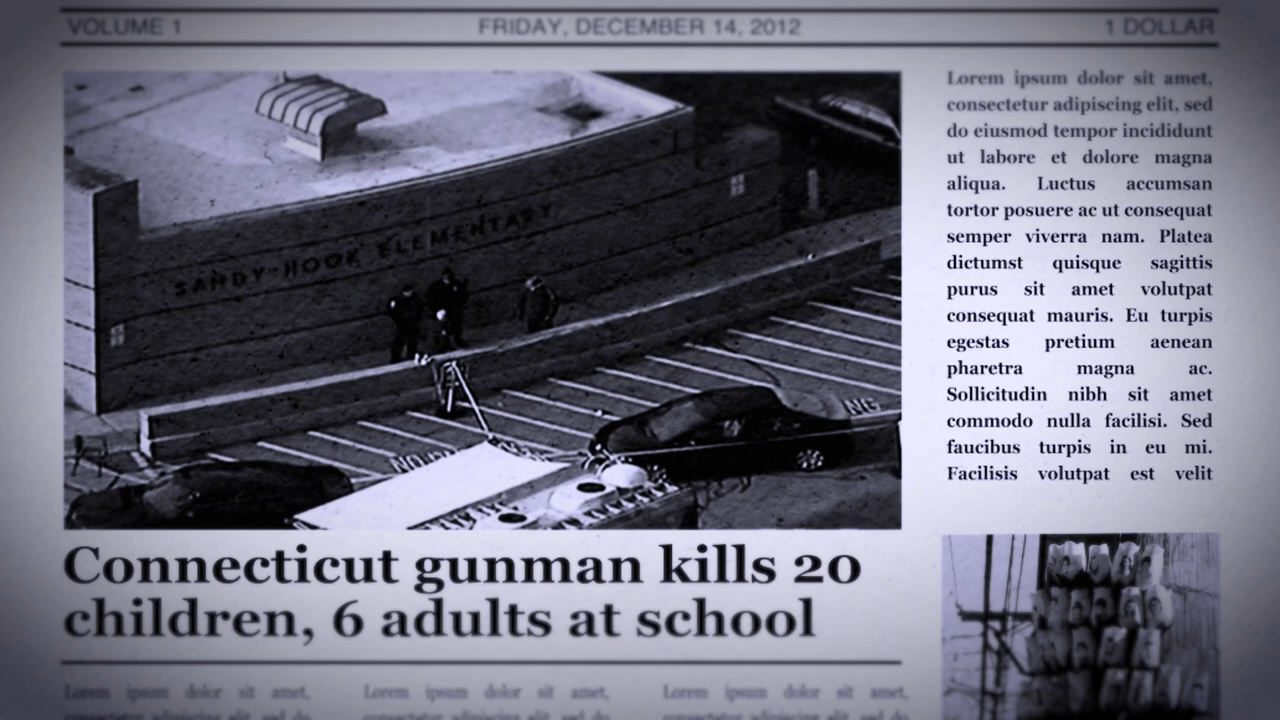 VOLUME 1
FRIDAY, DECEMBER 14, 2012
1 DOLLAR
SANDY HOOK ELEMENTARY
Connecticut gunman kills 20
children, 6 adults at school
Lorem ipsum dolor sit amet,
consectetur adipiscing elit, sed
do eiusmod tempor incididunt
ut labore et dolore magna
aliqua. Luctus accumsan
tortor posuere ac ut consequat
semper viverra nam. Platea
dictumst quisque sagittis
purus sit amet volutpat
consequat mauris. Eu turpis
egestas pretium aenean
pharetra magna ac.
Sollicitudin nibh sit amet
commodo nulla facilisi. Sed
faucibus turpis in eu mi.
Facilisis volutpat est velit
Lorem ipsum dolor sit amet,
Lorem ipsum dolor sit amet,
Lorem ipsum dolor sit amet,